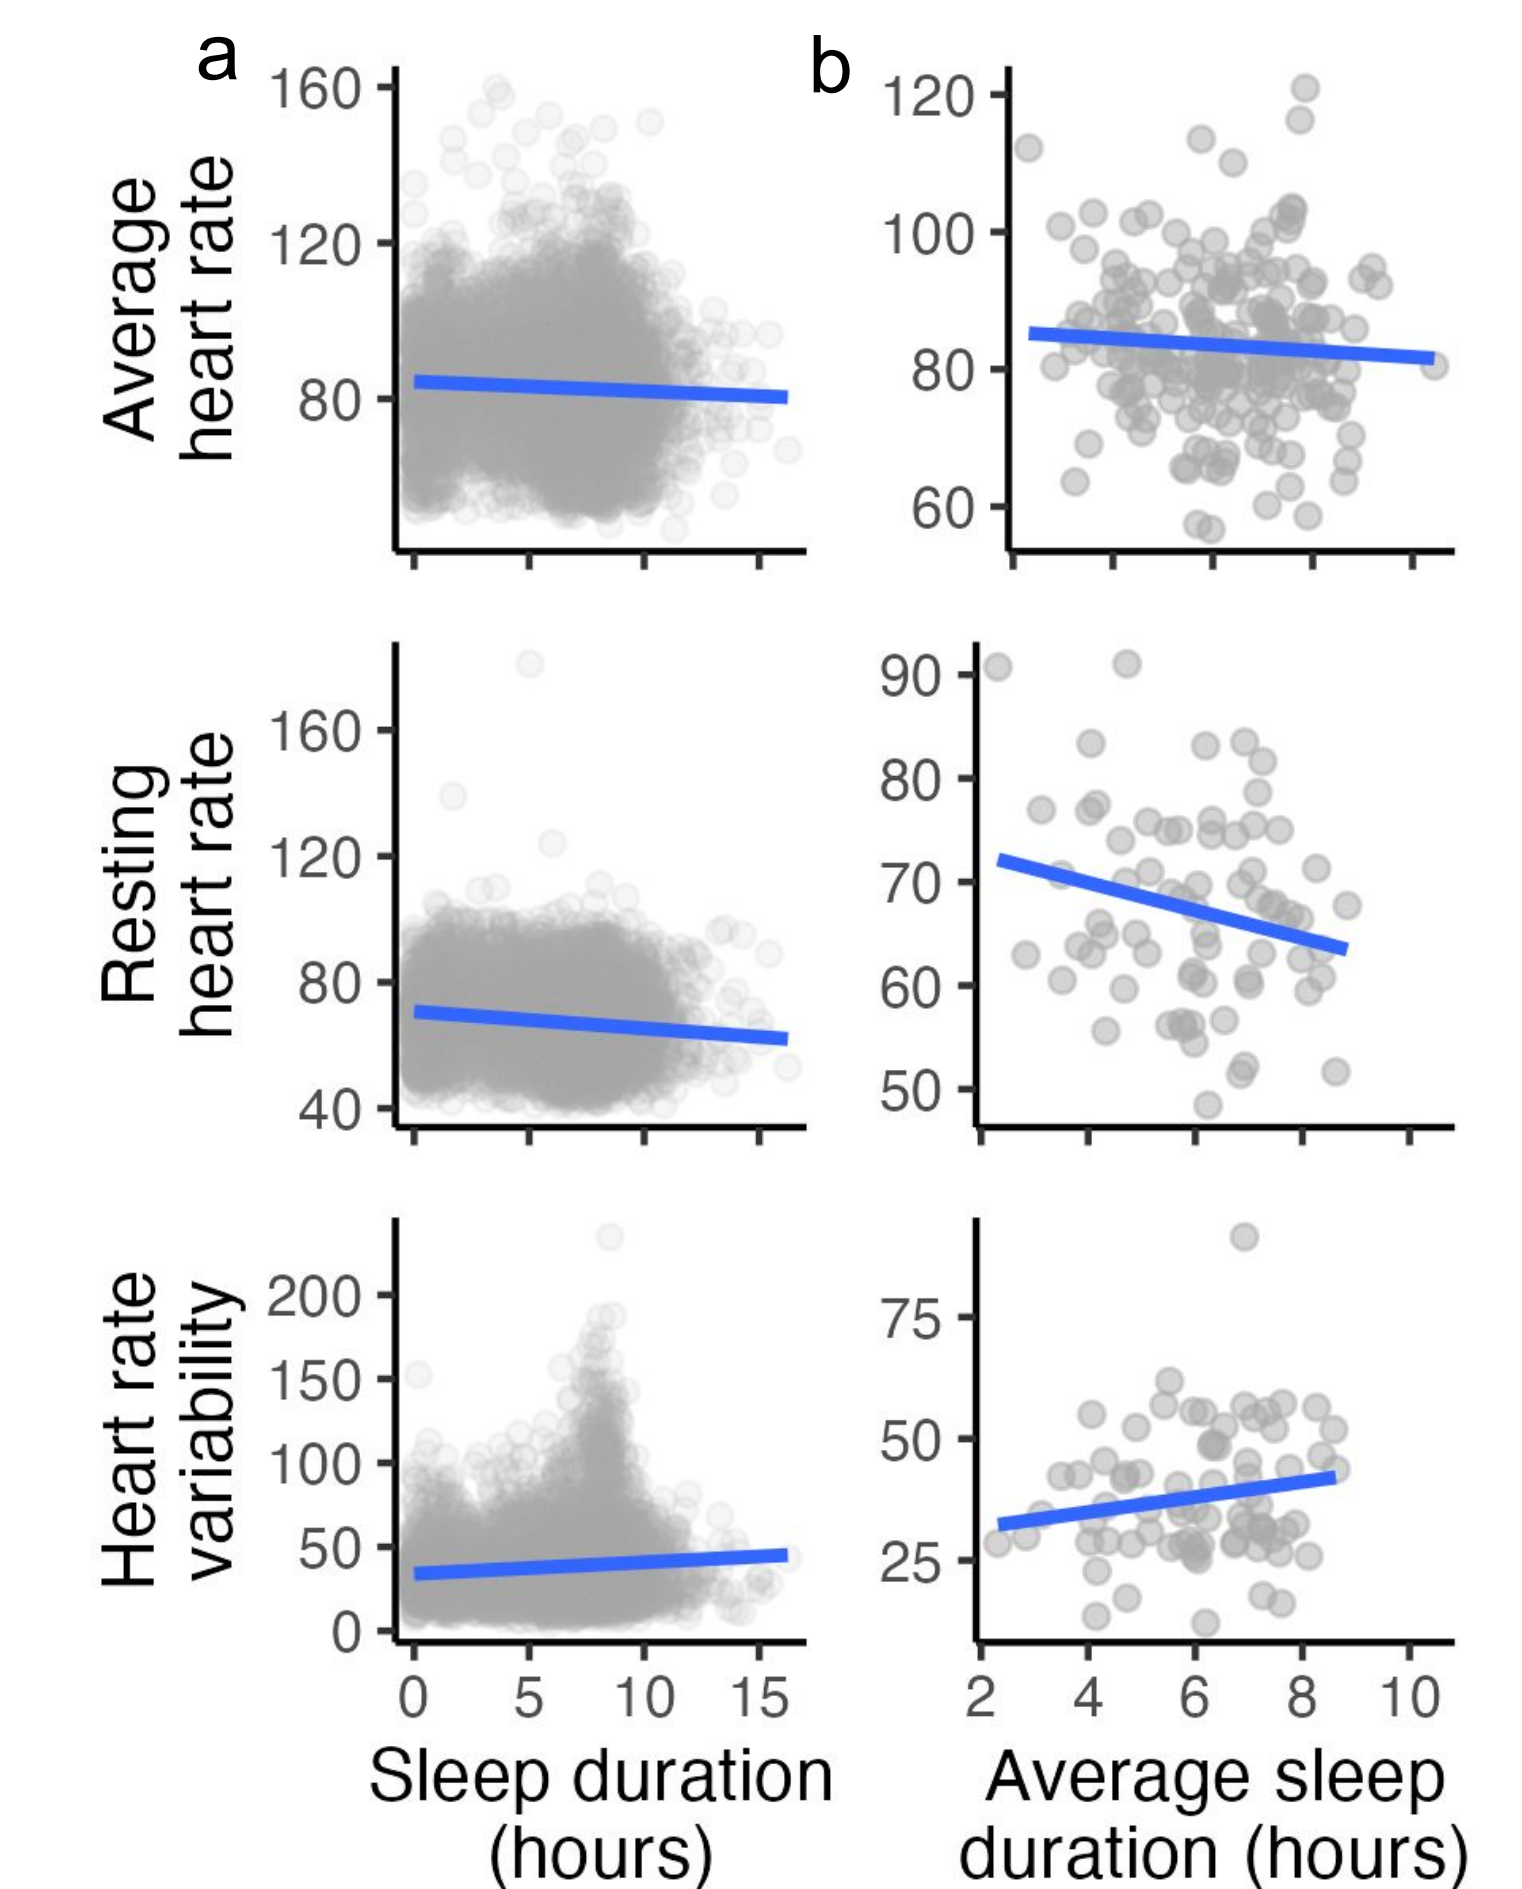 a
b
Average
heart rate
160
120
80
120
100
80
60
Resting
heart rate
160
120
80
40
90
80
70
60
50
Heart rate
variability
200
150
100
50
0
75
50
25
0 5 10 15
2 4 6 8 10
Sleep duration
(hours)
Average sleep
duration (hours)